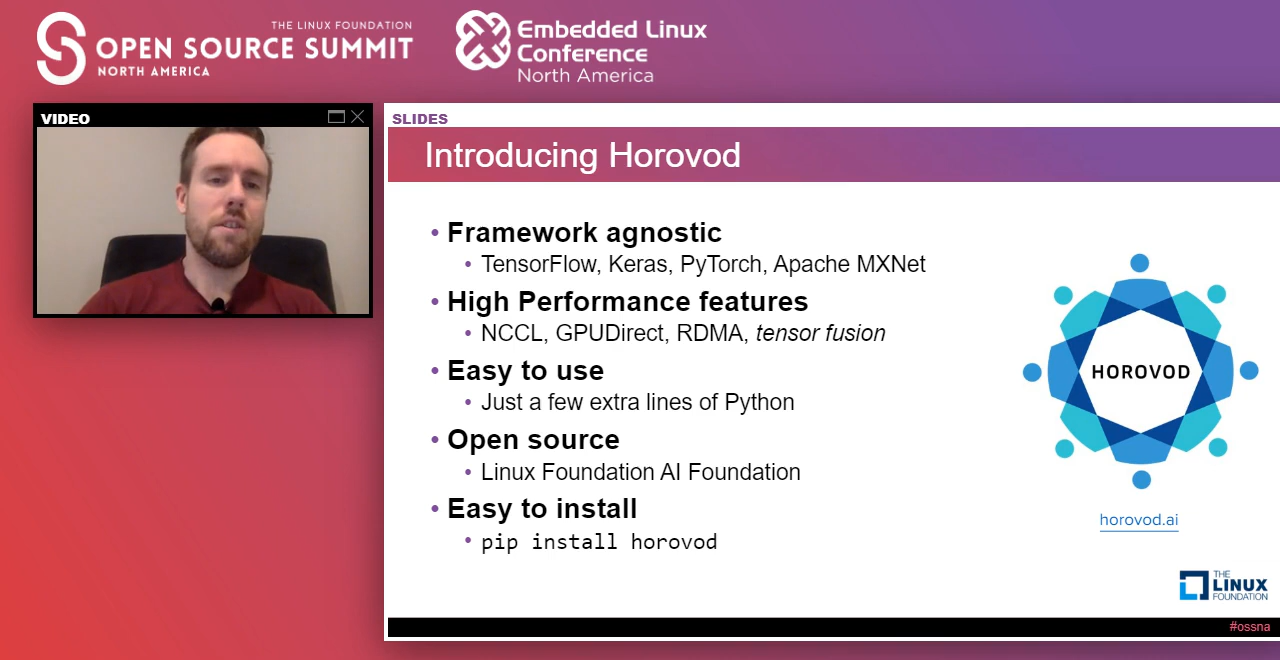 THE LINUX FOUNDATION
OPEN SOURCE SUMMIT
NORTH AMERICA
Embedded Linux
Conference
North America
VIDEO
SLIDES
Introducing Horovod
• Framework agnostic
• TensorFlow, Keras, PyTorch, Apache MXNet
• High Performance features
• NCCL, GPUDirect, RDMA, tensor fusion
• Easy to use
• Just a few extra lines of Python
• Open source
• Linux Foundation AI Foundation
• Easy to install
• pip install horovod
HOROVOD
horovod.ai
THE
LINUX
FOUNDATION
#ossna